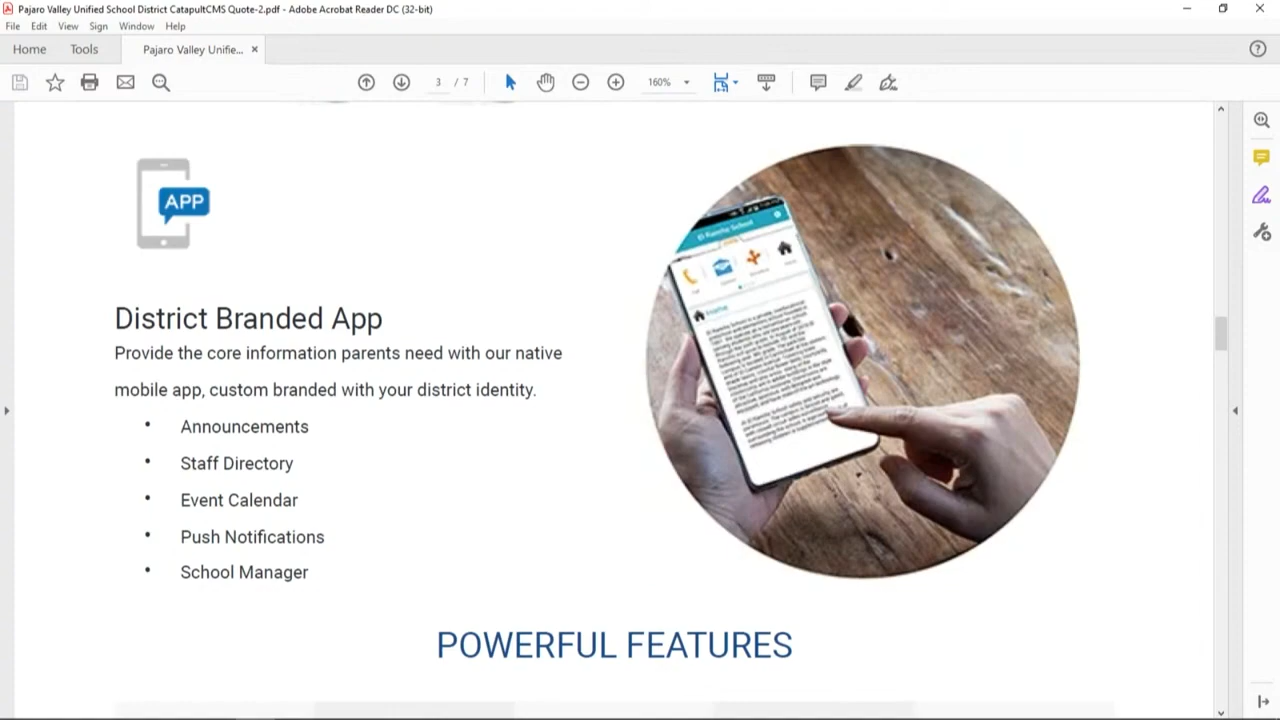 Pajaro Valley Unified School District CatapultCMS Quote-2.pdf - Adobe Acrobat Reader DC (32-bit)
File Edit View Sign Window Help
Home Tools Pajaro Valley Unifie... ×
3 / 7 160%
APP
El Rancho School
District Branded App
Provide the core information parents need with our native
mobile app, custom branded with your district identity.
• Announcements
• Staff Directory
• Event Calendar
• Push Notifications
• School Manager
POWERFUL FEATURES